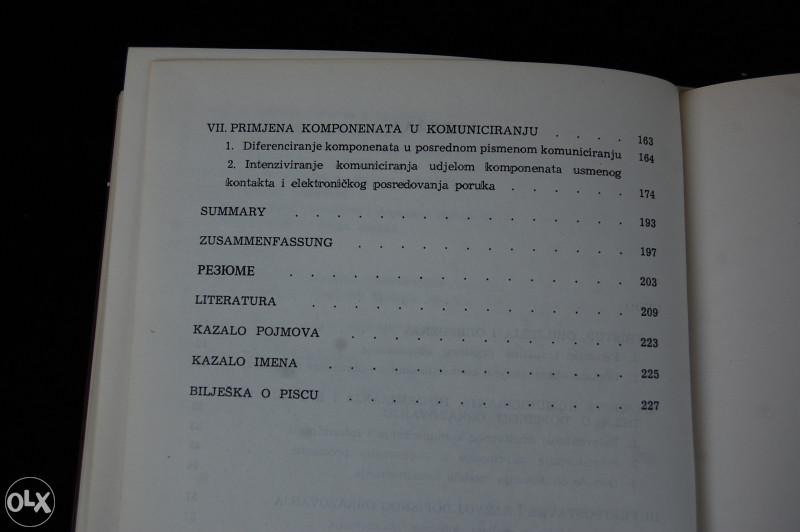 VII. PRIMJENA KOMPONENATA U KOMUNICIRANJU . . . . 163
1. Diferenciranje komponenata u posrednom pismenom komuniciranju 164
2. Intenziviranje komuniciranja udjelom komponenata usmenog
kontakta i elektroničkog posredovanja poruka . . . . . . 174
SUMMARY . . . . . . . . . . . . . . . 193
ZUSAMMENFASSUNG . . . . . . . . . . . . 197
РЕЗЮМЕ . . . . . . . . . . . . . . . 203
LITERATURA . . . . . . . . . . . . . . 209
KAZALO POJMOVA . . . . . . . . . . . . . 223
KAZALO IMENA . . . . . . . . . . . . . . 225
BILJEŠKA O PISCU . . . . . . . . . . . . . 227
OLX